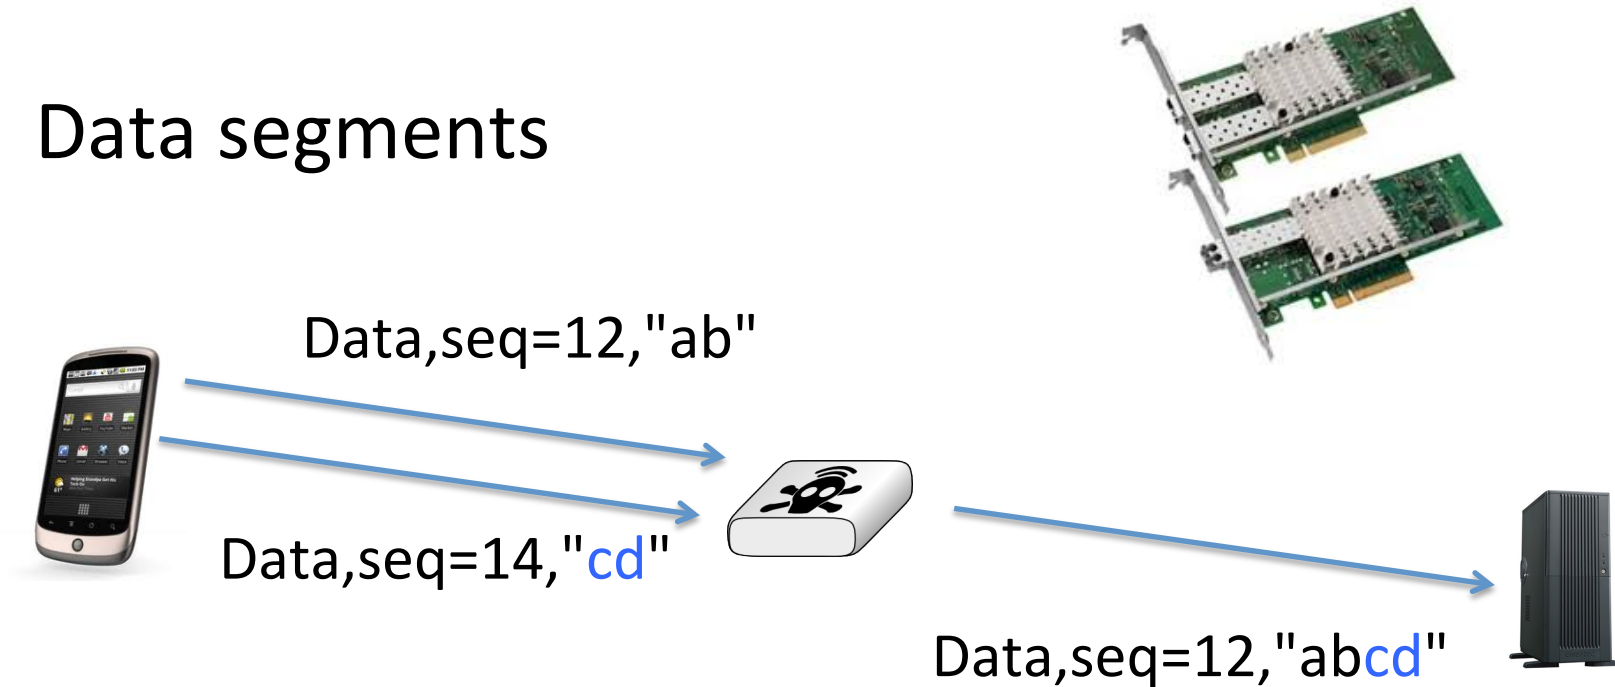 Data segments
Data,seq=12,"ab"
Data,seq=14,"cd"
Data,seq=12,"abcd"